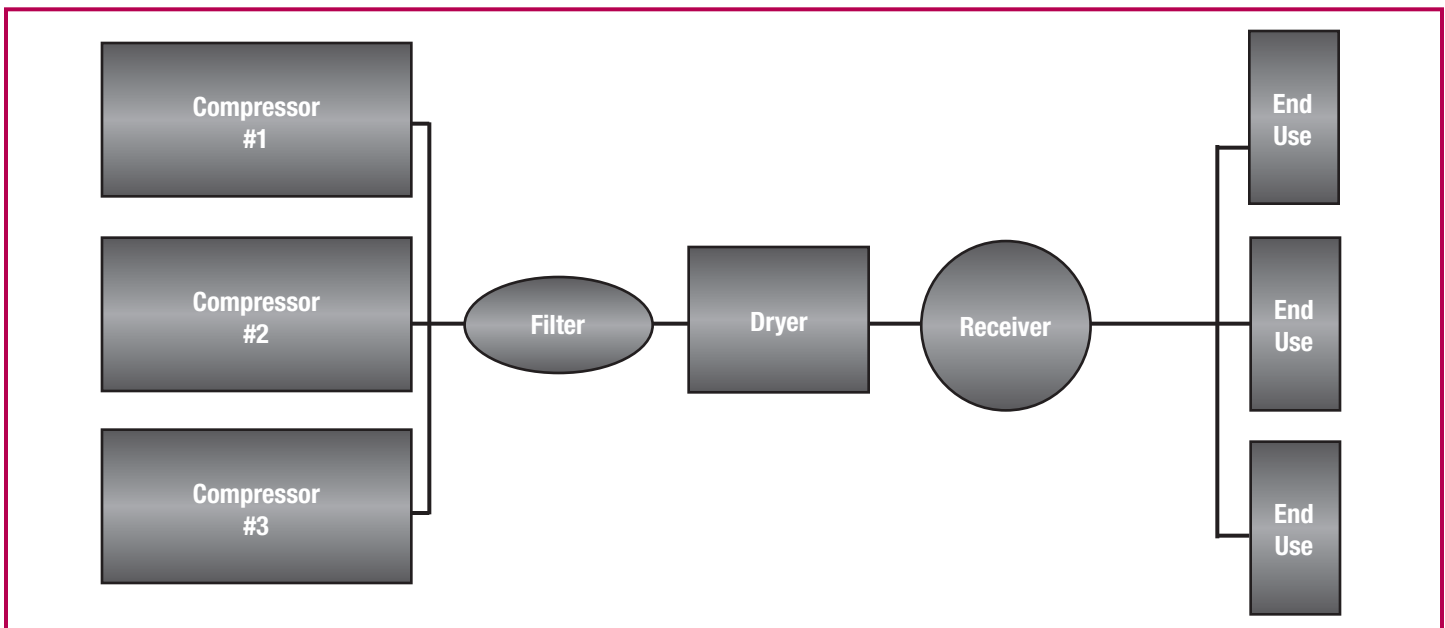 Compressor
#1
Compressor
#2
Compressor
#3
Filter
Dryer
Receiver
End
Use
End
Use
End
Use